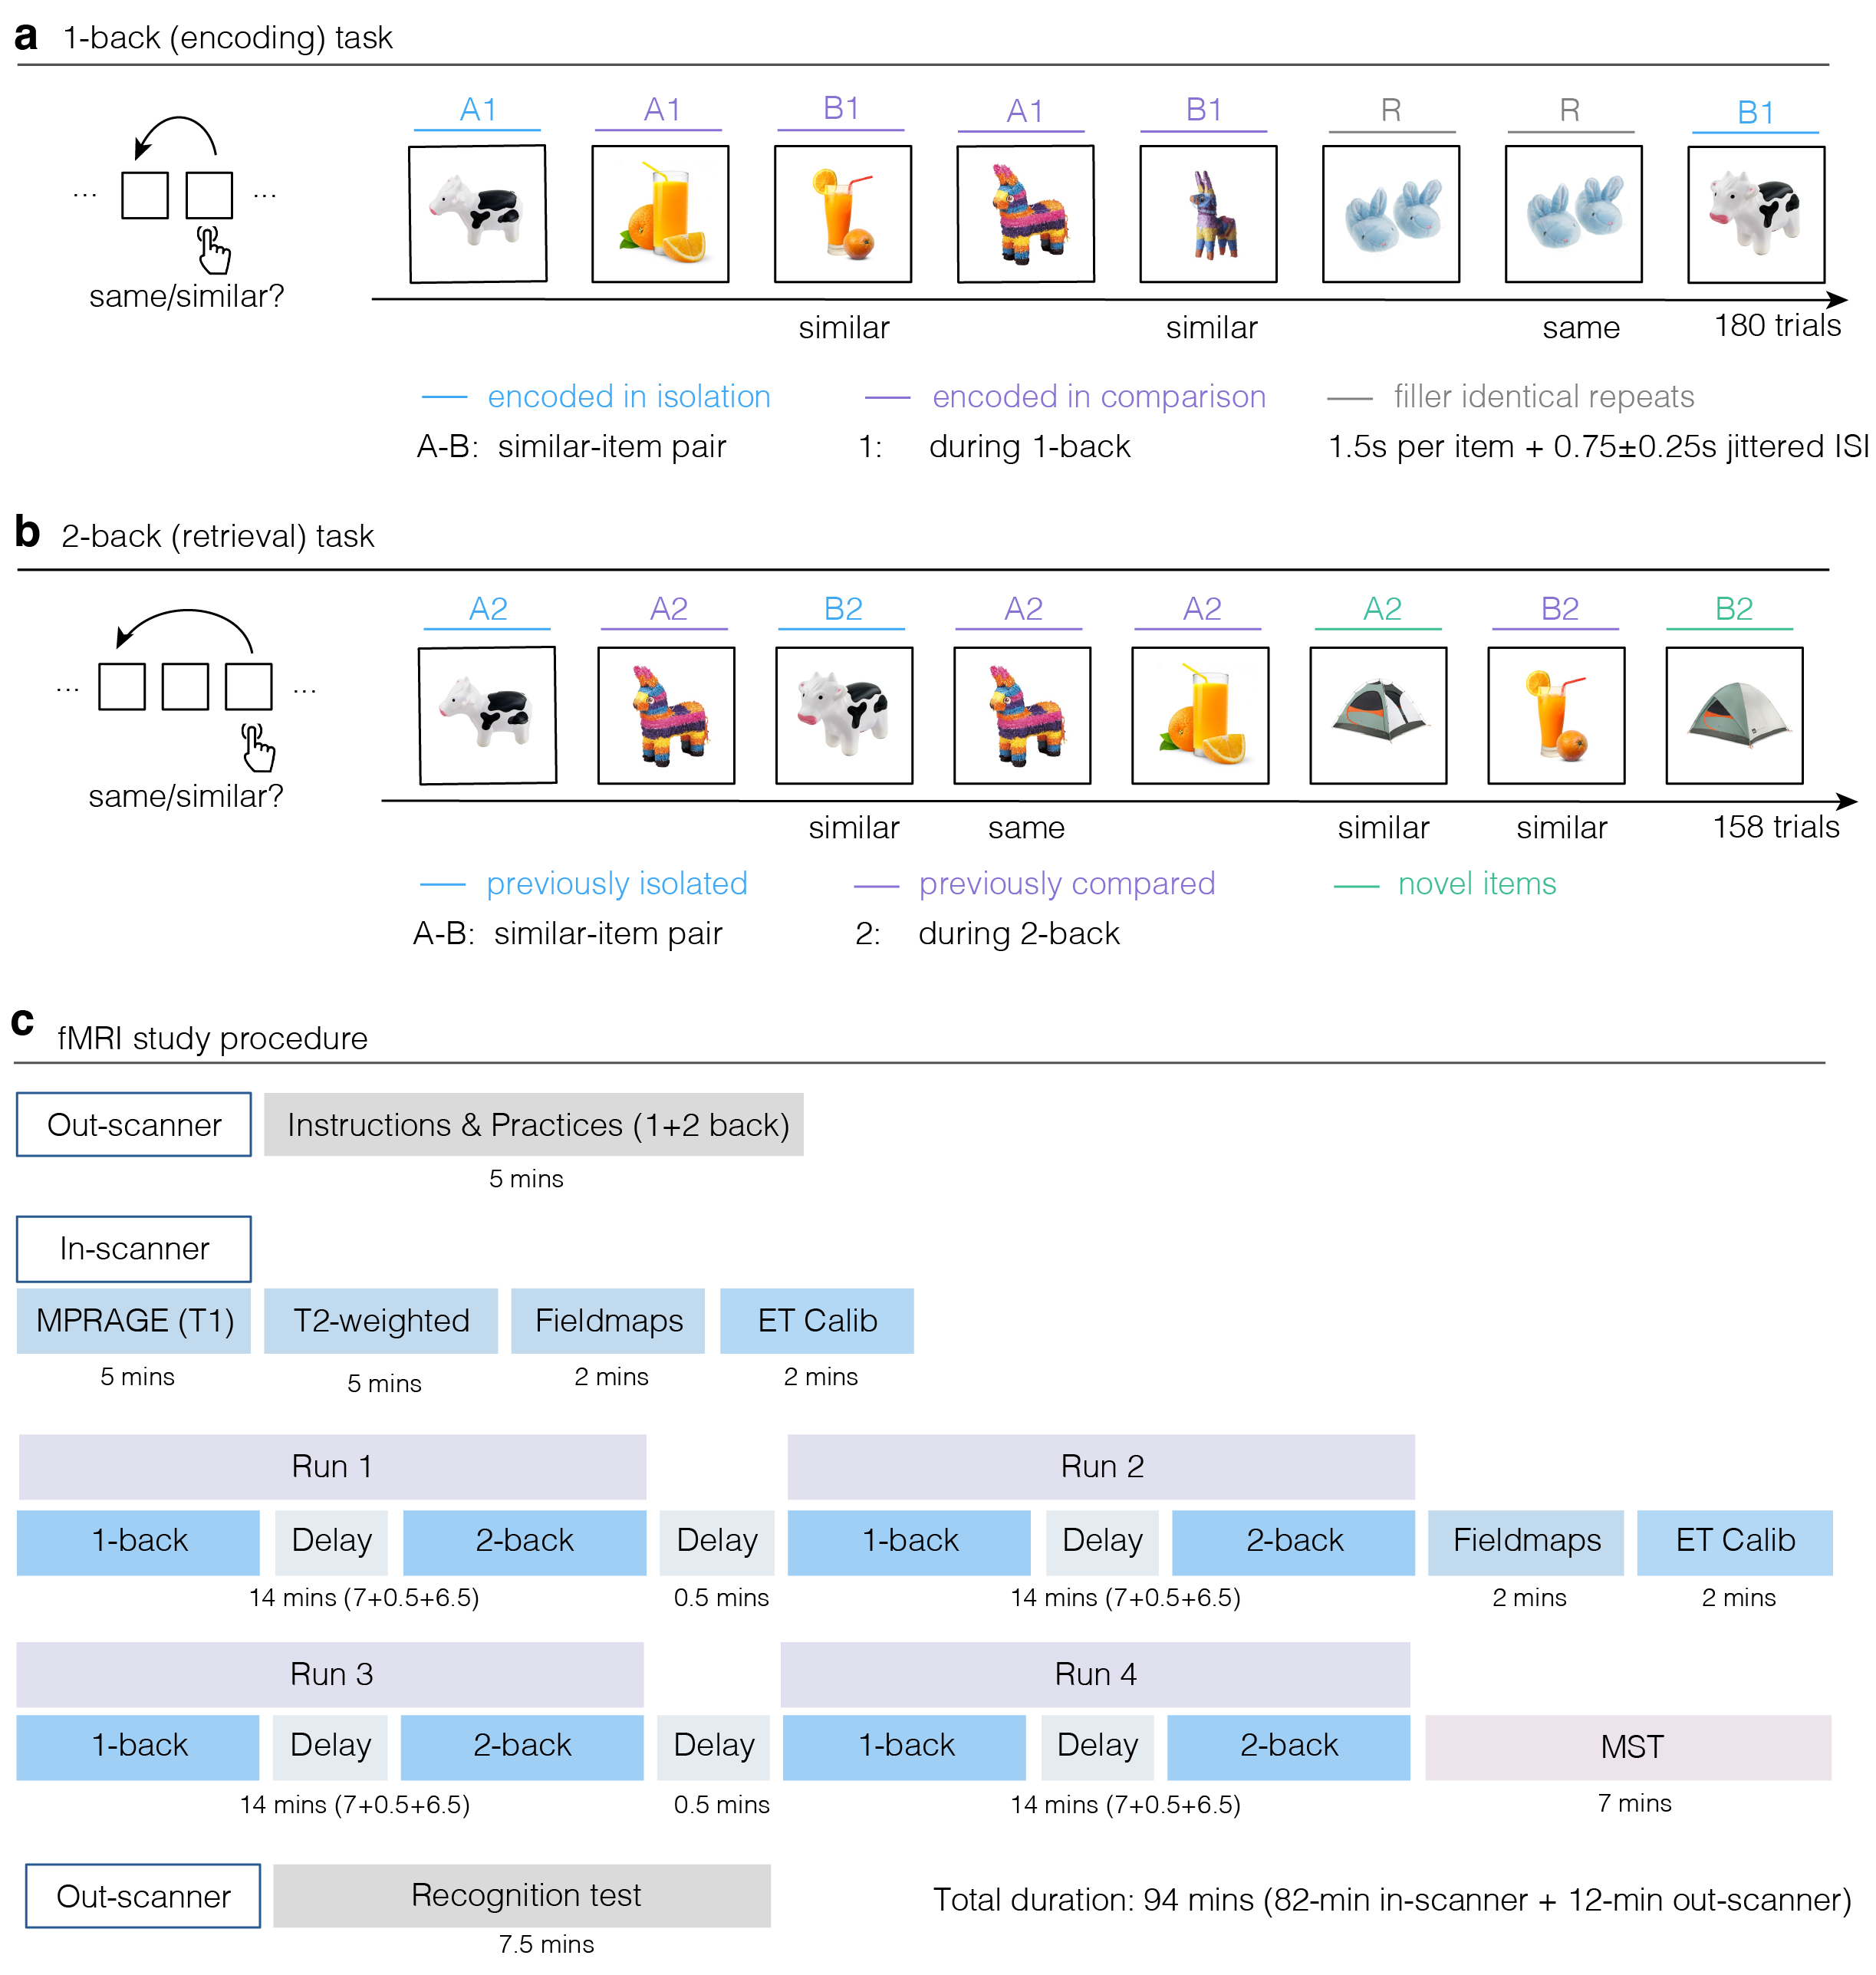 a 1-back (encoding) task
A1 A1 B1 A1 B1 R R B1
... ...
same/similar?
similar similar same 180 trials
encoded in isolation encoded in comparison filler identical repeats
A-B: similar-item pair 1: during 1-back 1.5s per item + 0.75±0.25s jittered ISI
b 2-back (retrieval) task
A2 A2 B2 A2 A2 A2 B2 B2
... ...
same/similar?
similar same similar similar 158 trials
previously isolated previously compared novel items
A-B: similar-item pair 2: during 2-back
c fMRI study procedure
Out-scanner Instructions & Practices (1+2 back)
5 mins
In-scanner
MPRAGE (T1) T2-weighted Fieldmaps ET Calib
5 mins 5 mins 2 mins 2 mins
Run 1 Run 2
1-back Delay 2-back Delay 1-back Delay 2-back Fieldmaps ET Calib
14 mins (7+0.5+6.5) 0.5 mins 14 mins (7+0.5+6.5) 2 mins 2 mins
Run 3 Run 4
1-back Delay 2-back Delay 1-back Delay 2-back MST
14 mins (7+0.5+6.5) 0.5 mins 14 mins (7+0.5+6.5) 7 mins
Out-scanner Recognition test Total duration: 94 mins (82-min in-scanner + 12-min out-scanner)
7.5 mins